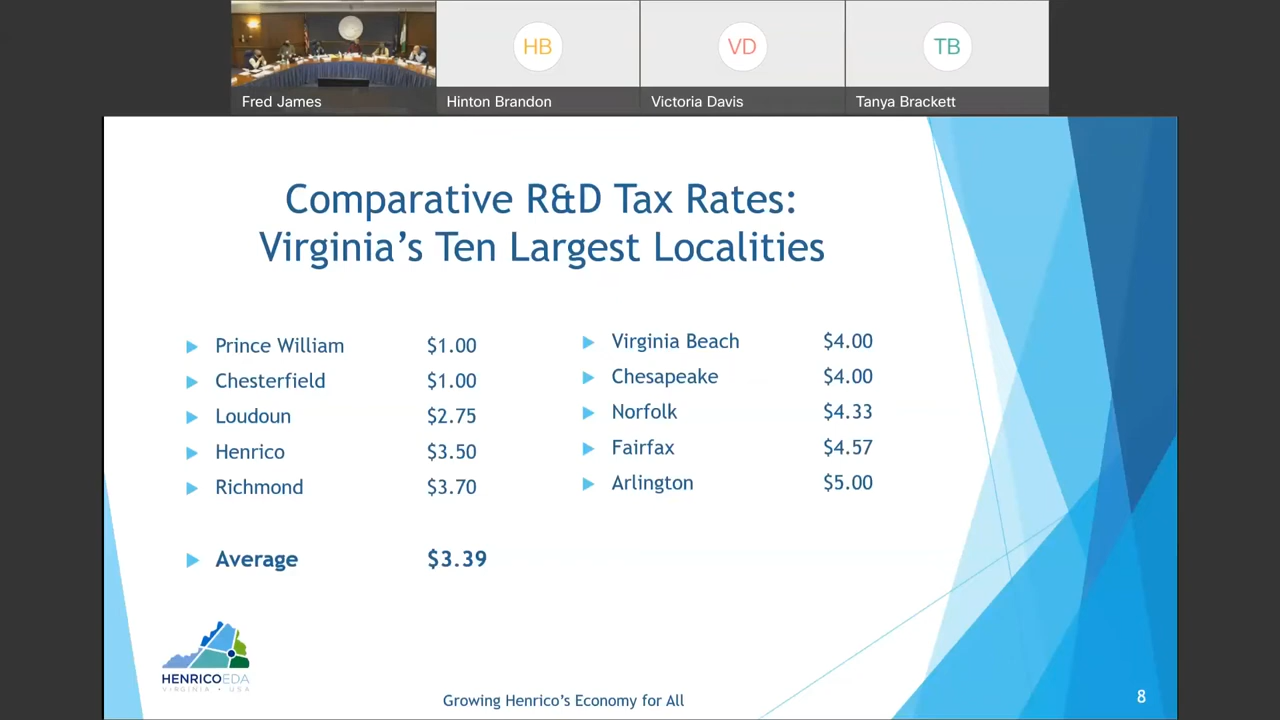 HB
VD
TB
Fred James
Hinton Brandon
Victoria Davis
Tanya Brackett
Comparative R&D Tax Rates:
Virginia's Ten Largest Localities
Prince William $1.00
Chesterfield $1.00
Loudoun $2.75
Henrico $3.50
Richmond $3.70
Average $3.39
Virginia Beach $4.00
Chesapeake $4.00
Norfolk $4.33
Fairfax $4.57
Arlington $5.00
HENRICOEDA
VIRGINIA • USA
Growing Henrico's Economy for All
8